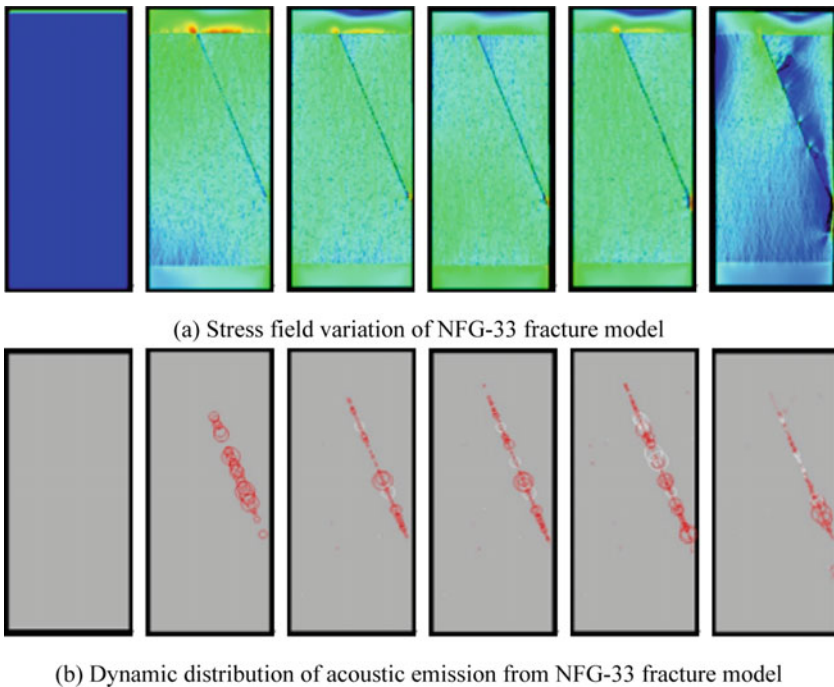 (a) Stress field variation of NFG-33 fracture model
(b) Dynamic distribution of acoustic emission from NFG-33 fracture model